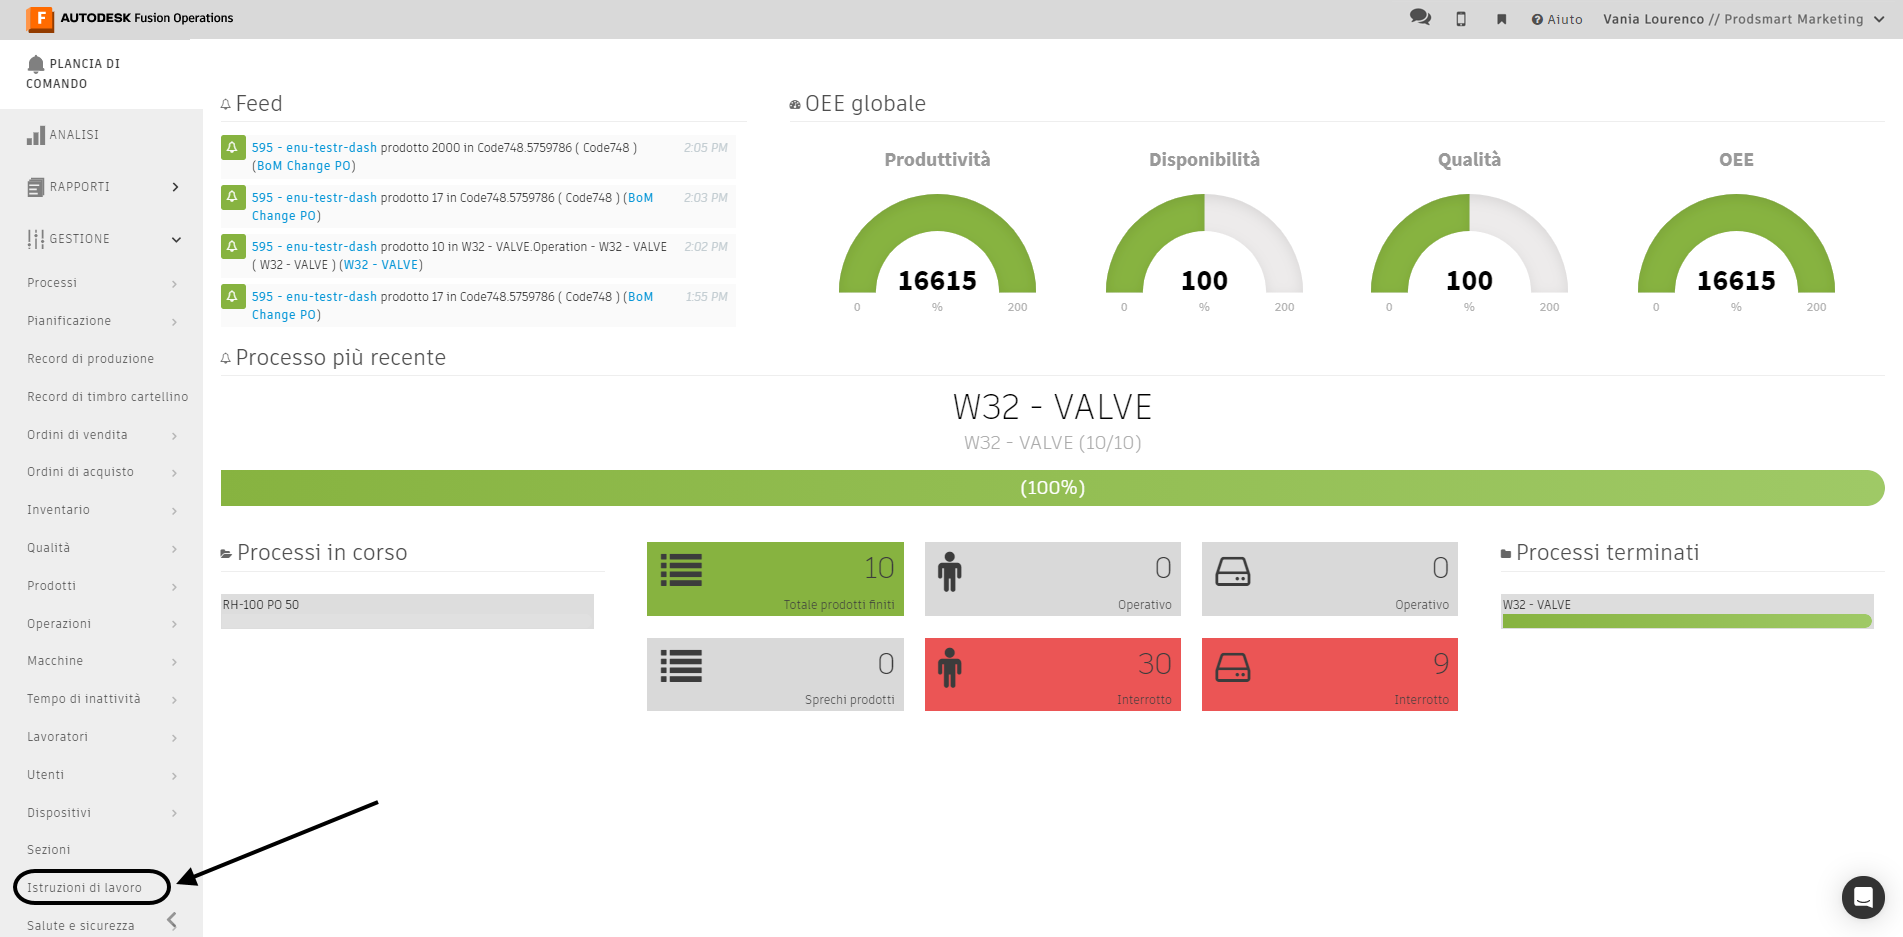 AUTODESK Fusion Operations
Aiuto
Vania Lourenco // Prodsmart Marketing
PLANCIA DI
COMANDO
ANALISI
RAPPORTI
GESTIONE
Processi
Pianificazione
Record di produzione
Record di timbro cartellino
Ordini di vendita
Ordini di acquisto
Inventario
Qualità
Prodotti
Operazioni
Macchine
Tempo di inattività
Lavoratori
Utenti
Dispositivi
Sezioni
Istruzioni di lavoro
Salute e sicurezza
Feed
595 - enu-testr-dash prodotto 2000 in Code748.5759786 ( Code748 ) 2:05 PM
(BoM Change PO)
595 - enu-testr-dash prodotto 17 in Code748.5759786 ( Code748 ) (BoM 2:03 PM
Change PO)
595 - enu-testr-dash prodotto 10 in W32 - VALVE.Operation - W32 - VALVE 2:02 PM
( W32 - VALVE ) (W32 - VALVE)
595 - enu-testr-dash prodotto 17 in Code748.5759786 ( Code748 ) (BoM 1:55 PM
Change PO)
OEE globale
Produttività Disponibilità Qualità OEE
16615 100 100 16615
0 % 200 0 % 200 0 % 200 0 % 200
Processo più recente
W32 - VALVE
W32 - VALVE (10/10)
(100%)
Processi in corso
RH-100 PO 50
10
Totale prodotti finiti
0
Operativo
0
Operativo
0
Sprechi prodotti
30
Interrotto
9
Interrotto
Processi terminati
W32 - VALVE